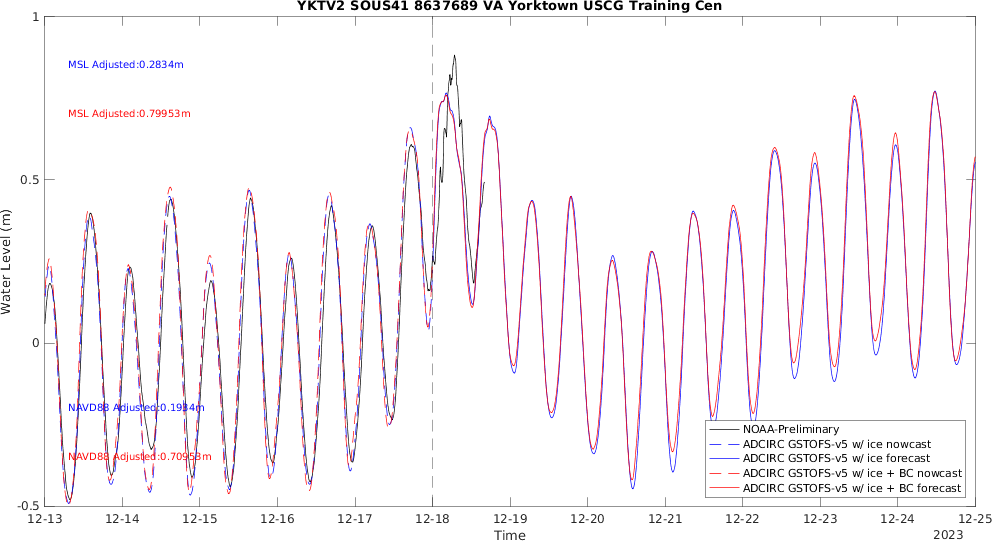 YKTV2 SOUS41 8637689 VA Yorktown USCG Training Cen
1
MSL Adjusted:0.2834m
MSL Adjusted:0.79953m
0.5
Water Level (m)
0
NAVD88 Adjusted:0.1934m
NAVD88 Adjusted:0.70953m
-0.5
NOAA-Preliminary
ADCIRC GSTOFS-v5 w/ ice nowcast
ADCIRC GSTOFS-v5 w/ ice forecast
ADCIRC GSTOFS-v5 w/ ice + BC nowcast
ADCIRC GSTOFS-v5 w/ ice + BC forecast
12-13 12-14 12-15 12-16 12-17 12-18 12-19 12-20 12-21 12-22 12-23 12-24 12-25
Time
2023